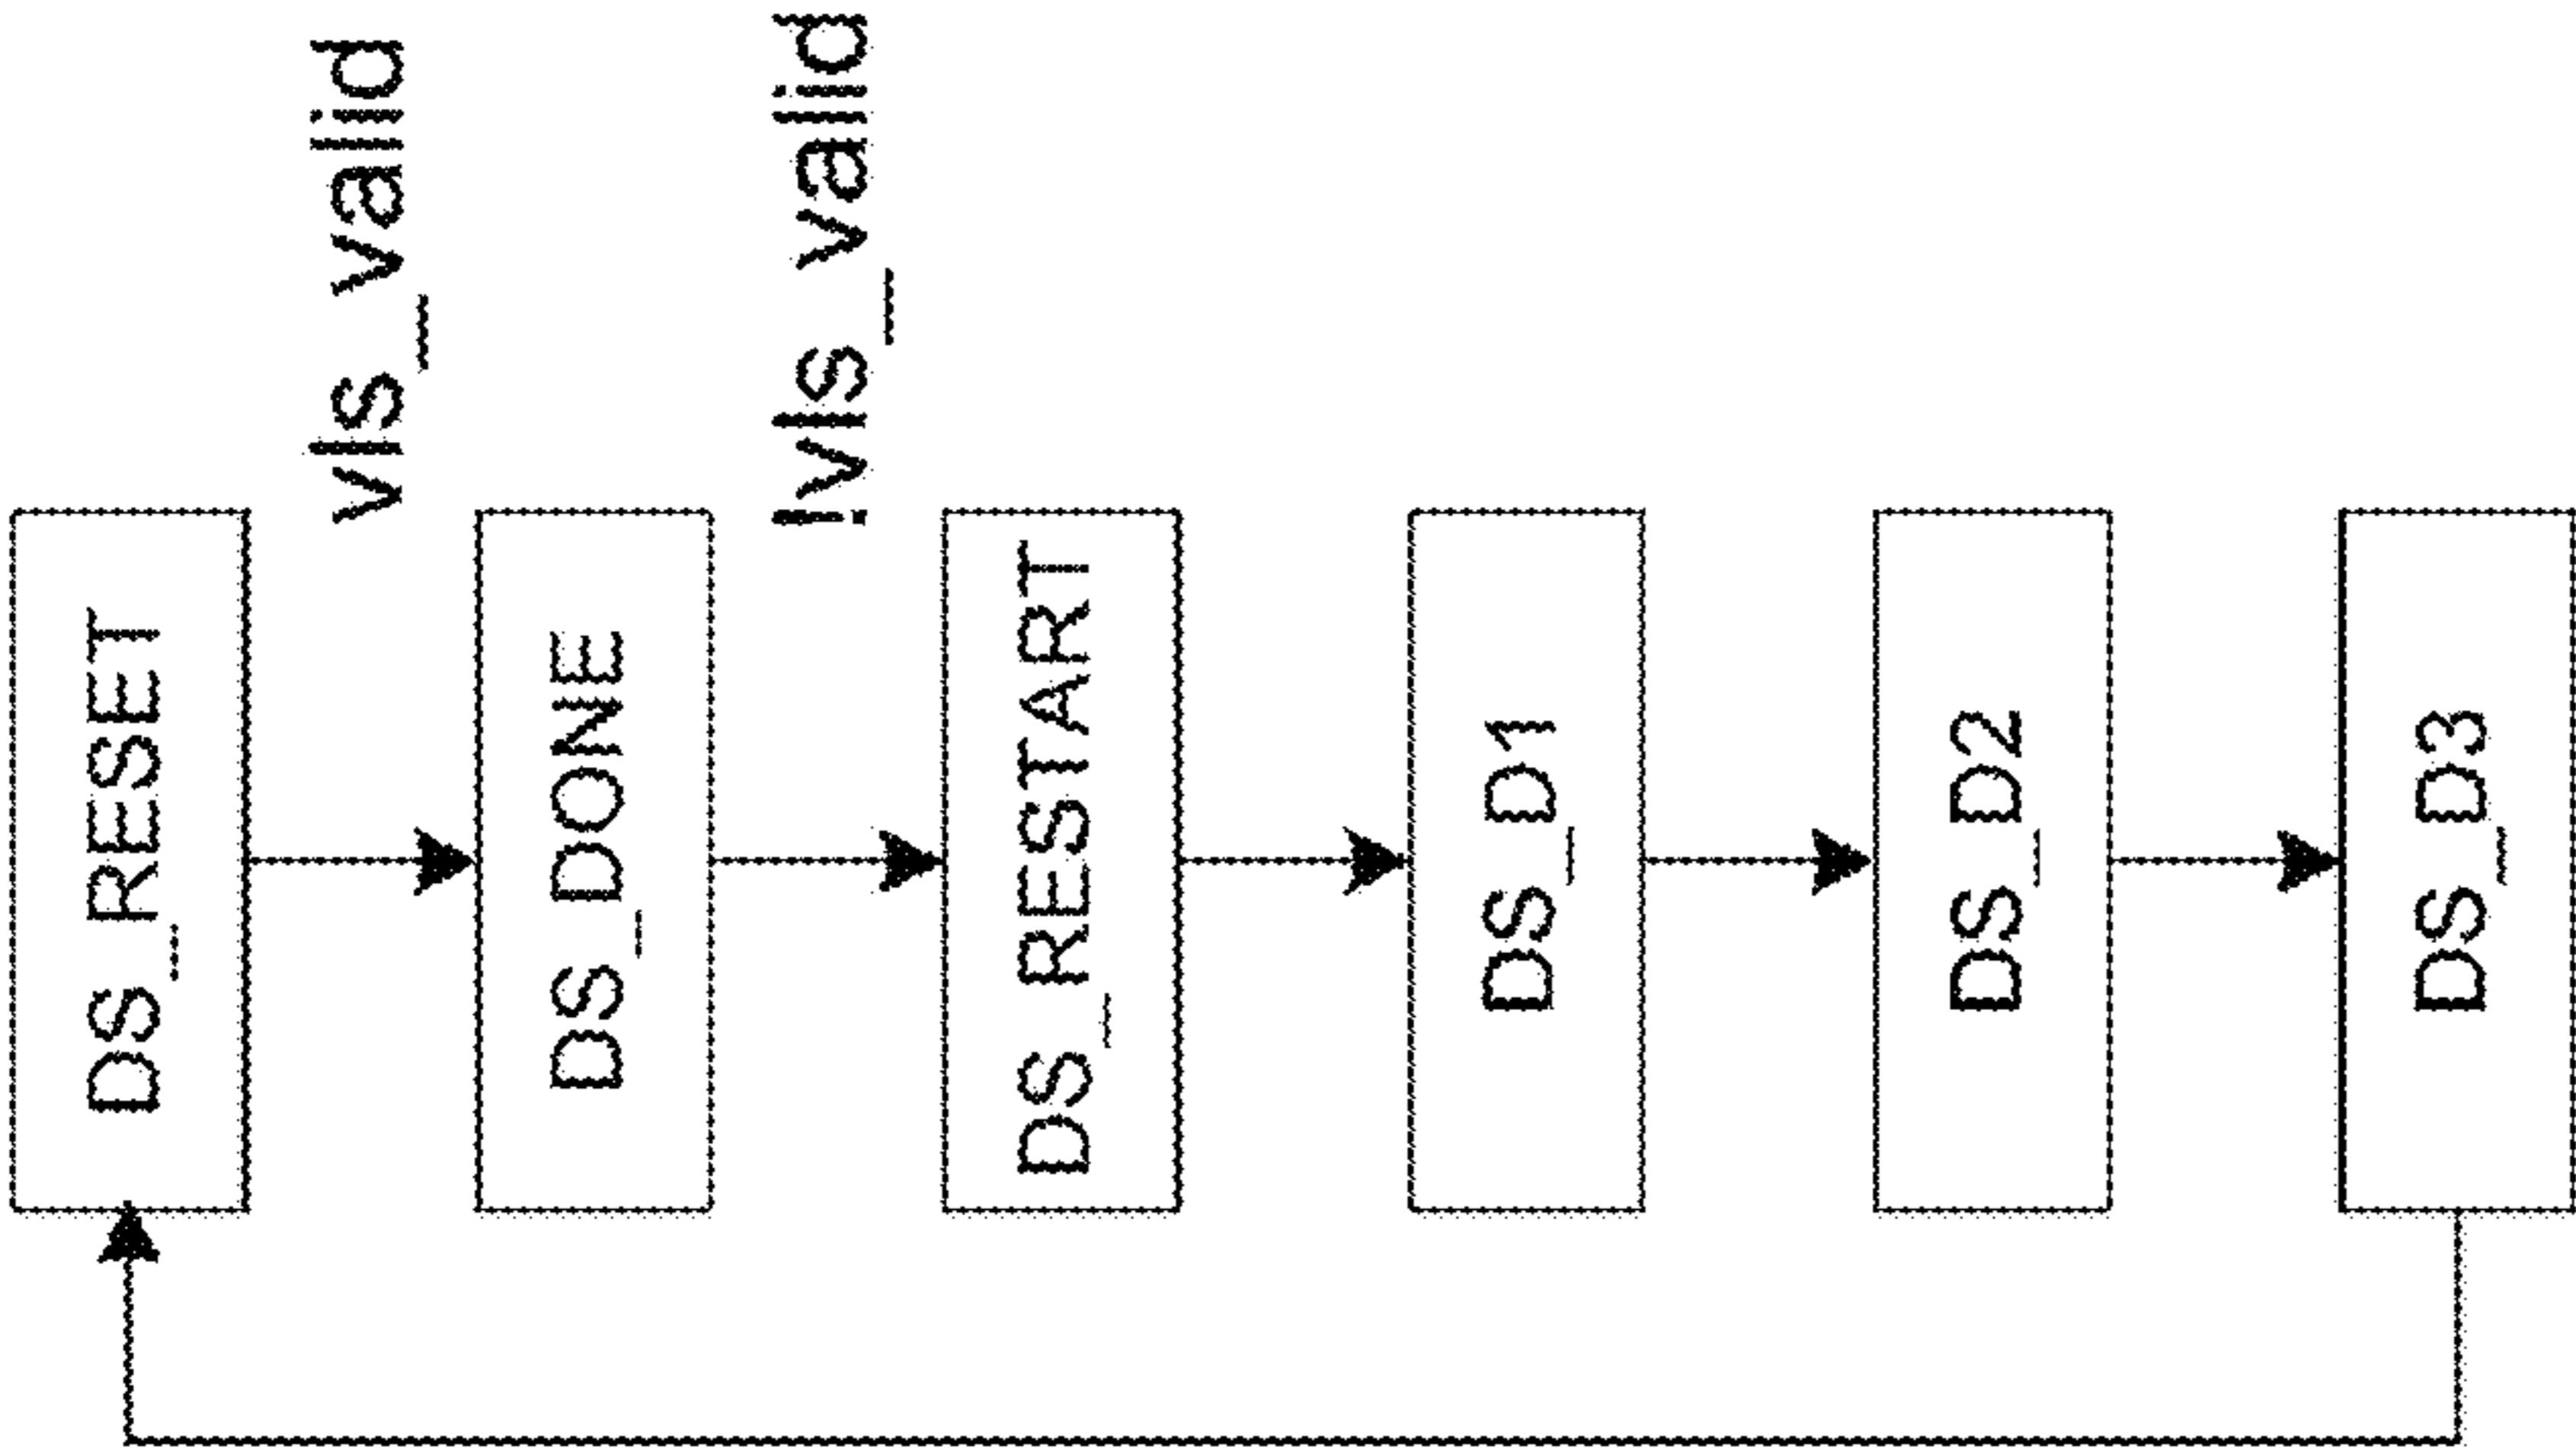 DS_RESET
vls_valid
DS_DONE
!vls_valid
DS_RESTART
DS_D1
DS_D2
DS_D3